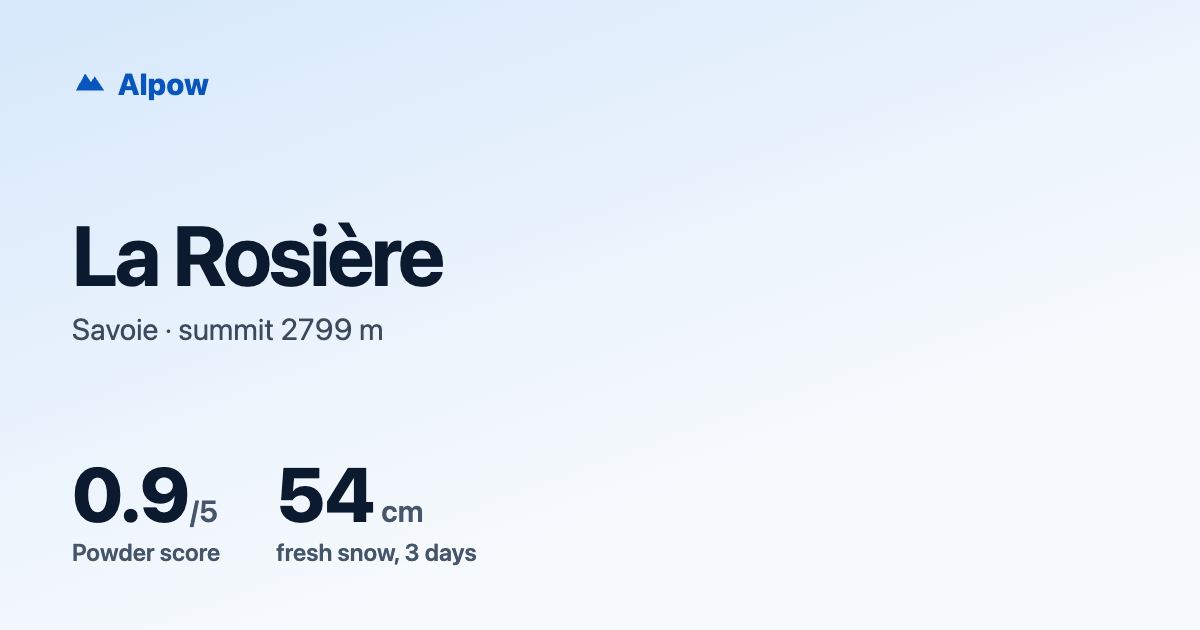 Alpow
La Rosière
Savoie · summit 2799 m
0.9/5 54 cm
Powder score fresh snow, 3 days